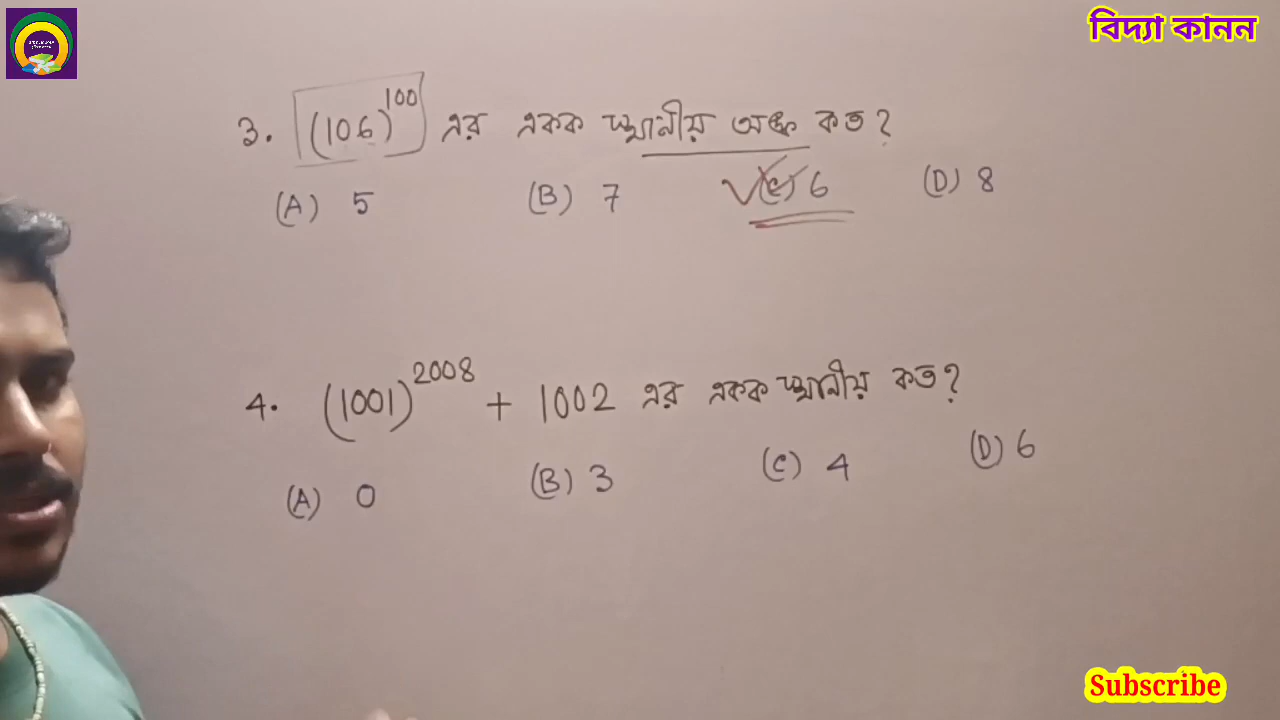 বিদ্যা কানন
3. (106)^100 এর একক স্থানীয় অঙ্ক কত?
(A) 5 (B) 7 (C) 6 (D) 8
4. (1001)^2008 + 1002 এর একক স্থানীয় কত?
(A) 0 (B) 3 (C) 4 (D) 6
Subscribe